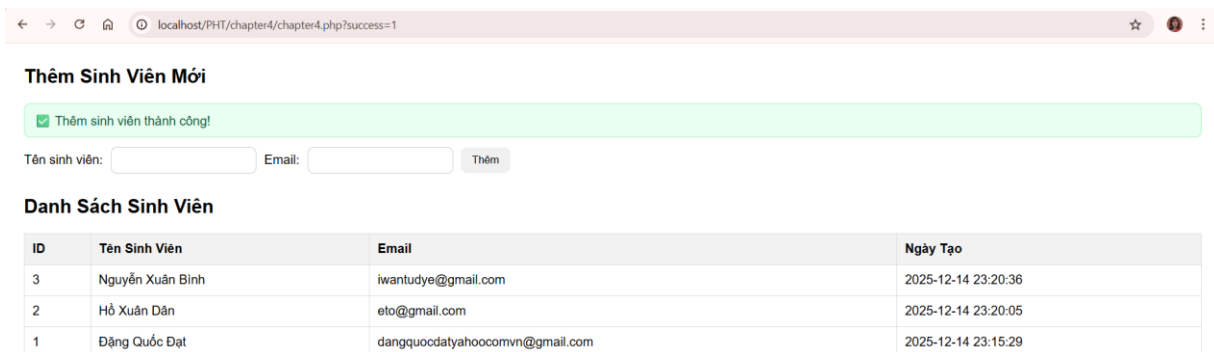 localhost/PHT/chapter4/chapter4.php?success=1
Thêm Sinh Viên Mới
✅ Thêm sinh viên thành công!
Tên sinh viên: Email: Thêm
Danh Sách Sinh Viên
ID Tên Sinh Viên Email Ngày Tạo
3 Nguyễn Xuân Bình iwantudye@gmail.com 2025-12-14 23:20:36
2 Hồ Xuân Dân eto@gmail.com 2025-12-14 23:20:05
1 Đặng Quốc Đạt dangquocdatyahoocomvn@gmail.com 2025-12-14 23:15:29